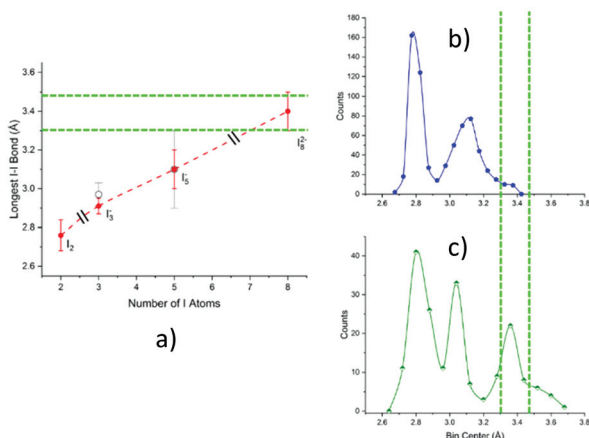 a)
Longest I-I Bond (Å)
3.6
3.4
3.2
3.0
2.8
2.6
I2
I3-
I5-
I82-
2 3 4 5 6 7 8
Number of I Atoms
b)
Counts
180
160
140
120
100
80
60
40
20
0
2.6 2.8 3.0 3.2 3.4 3.6 3.8
c)
Counts
40
30
20
10
0
2.6 2.8 3.0 3.2 3.4 3.6 3.8
Bin Center (Å)